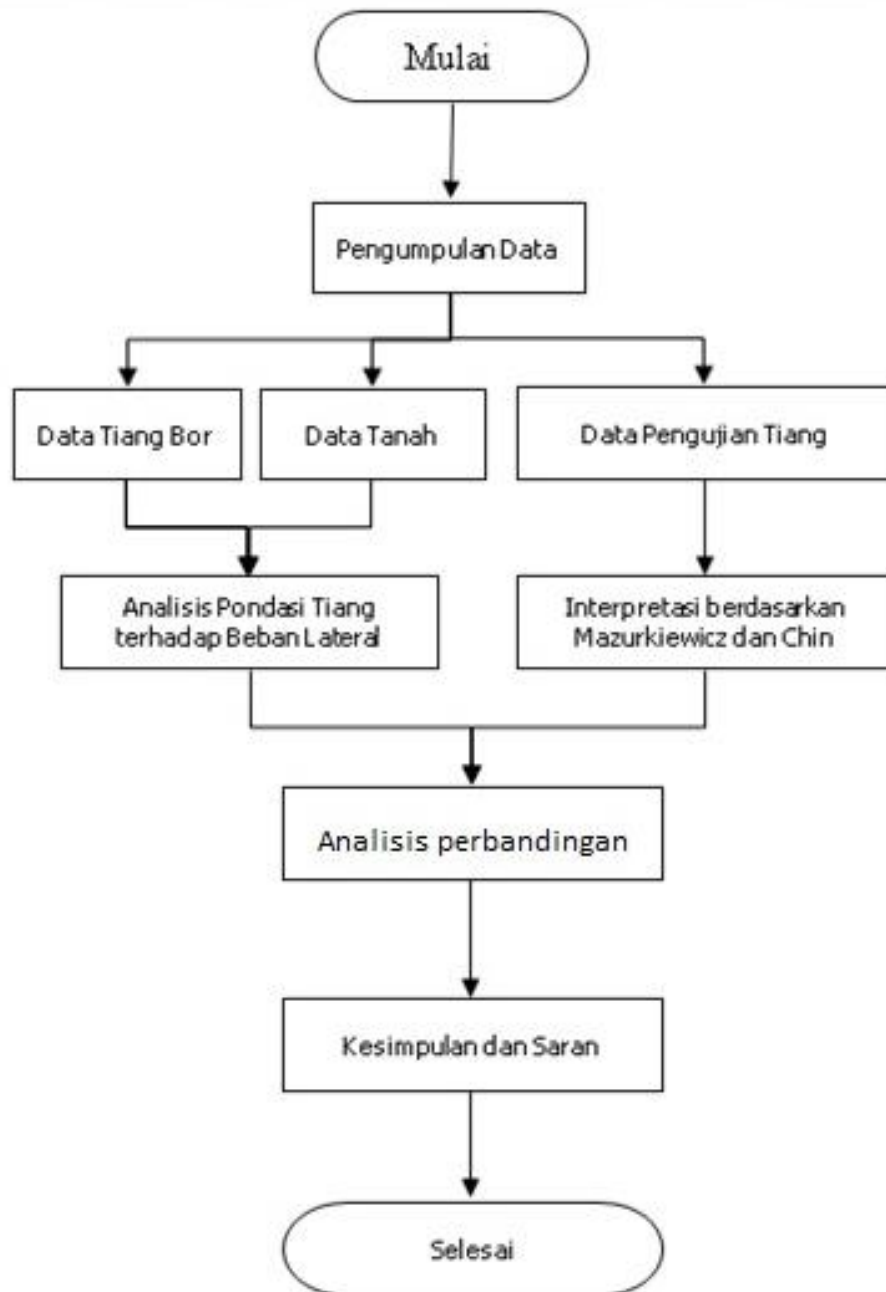 Mulai
Pengumpulan Data
Data Tiang Bor
Data Tanah
Data Pengujian Tiang
Analisis Pondasi Tiang
terhadap Beban Lateral
Interpretasi berdasarkan
Mazurkiewicz dan Chin
Analisis perbandingan
Kesimpulan dan Saran
Selesai